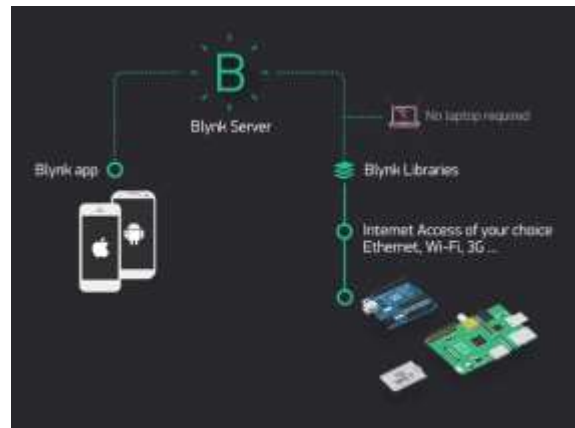 B
Blynk Server
No laptop required
Blynk app
Blynk Libraries
Internet Access of your choice
Ethernet, Wi-Fi, 3G ...